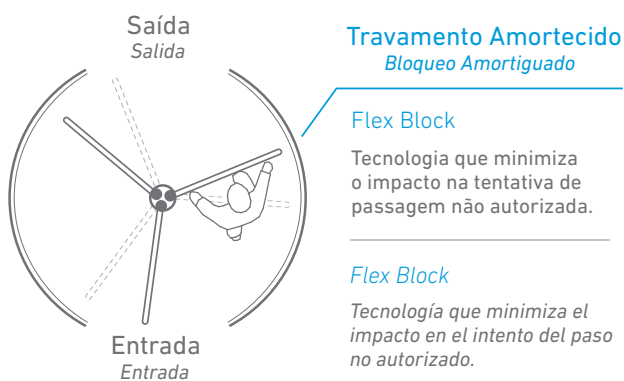 Saída
Salida
Travamento Amortecido
Bloqueo Amortiguado
Flex Block
Tecnologia que minimiza
o impacto na tentativa de
passagem não autorizada.
Flex Block
Tecnología que minimiza el
impacto en el intento del paso
no autorizado.
Entrada
Entrada